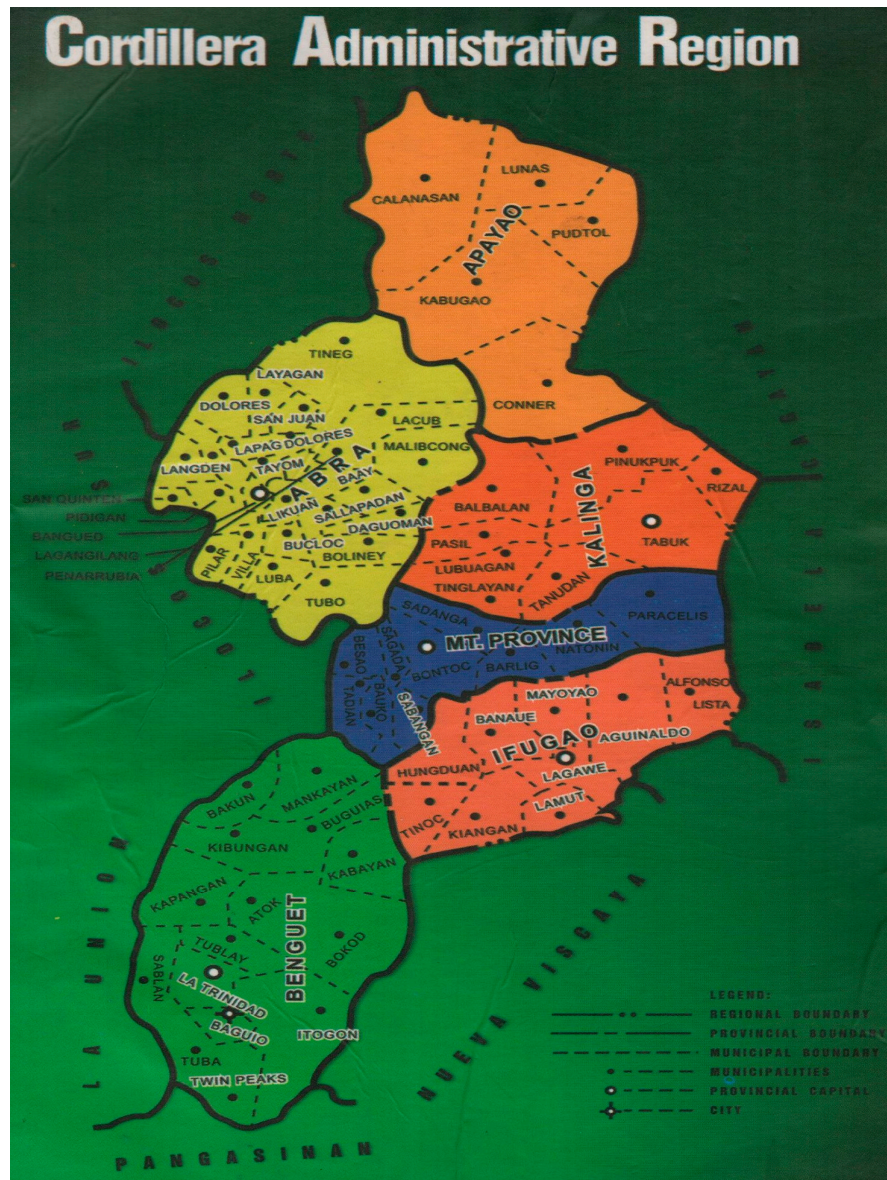 Cordillera Administrative Region
ILOCOS NORTE
LUNAS
CALANASAN
PUDTOL
APAYAO
KABUGAO
CONNER
TINEG
LAYAGAN
DOLORES
SAN JUAN
LACUB
LAPAG DOLORES
MALIBCONG
LANGDEN
TAYOM
ABRA
BAAY
SAN QUINTEN
LIKUAN
SALLAPADAN
PIDIGAN
DAGUOMAN
BANGUED
BUCLOC
LAGANGILANG
BOLINEY
PENARRUBIA
PILAR
VILLA
LUBA
TUBO
PINUKPUK
RIZAL
BALBALAN
KALINGA
PASIL
TABUK
LUBUAGAN
TINGLAYAN
TANUDAN
ISABELA
SADANGA
PARACELIS
MT. PROVINCE
SAGADA
BESAO
NATONIN
BONTOC
BARLIG
BAUKO
TADIAN
SABANGAN
ALFONSO
LISTA
MAYOYAO
BANAUE
IFUGAO
AGUINALDO
HUNGDUAN
LAGAWE
LAMUT
TINOC
KIANGAN
BAKUN
MANKAYAN
BUGUIAS
KIBUNGAN
KABAYAN
KAPANGAN
ATOK
BENGUET
TUBLAY
BOKOD
SABLAN
LA TRINIDAD
BAGUIO
ITOGON
TUBA
TWIN PEAKS
LA UNION
NUEVA VISCAYA
PANGASINAN
LEGEND:
REGIONAL BOUNDARY
PROVINCIAL BOUNDARY
MUNICIPAL BOUNDARY
MUNICIPALITIES
PROVINCIAL CAPITAL
CITY